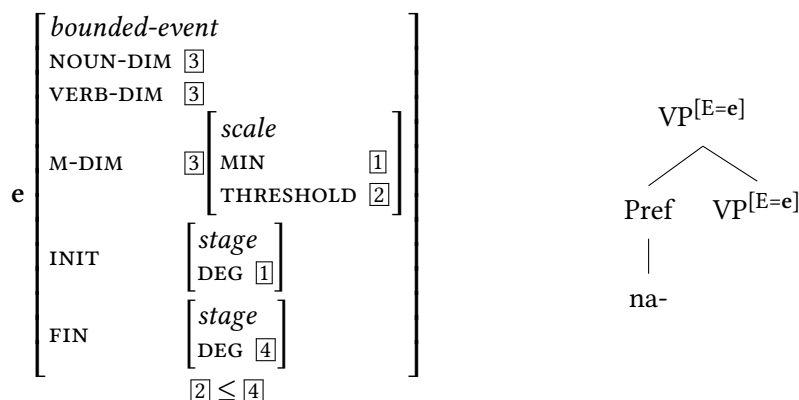 bounded-event
NOUN-DIM 3
VERB-DIM 3
scale
M-DIM 3 MIN 1
THRESHOLD 2
e
stage
INIT
DEG 1
stage
FIN
DEG 4
2 ≤ 4
VP[E=e]
Pref VP[E=e]
na-